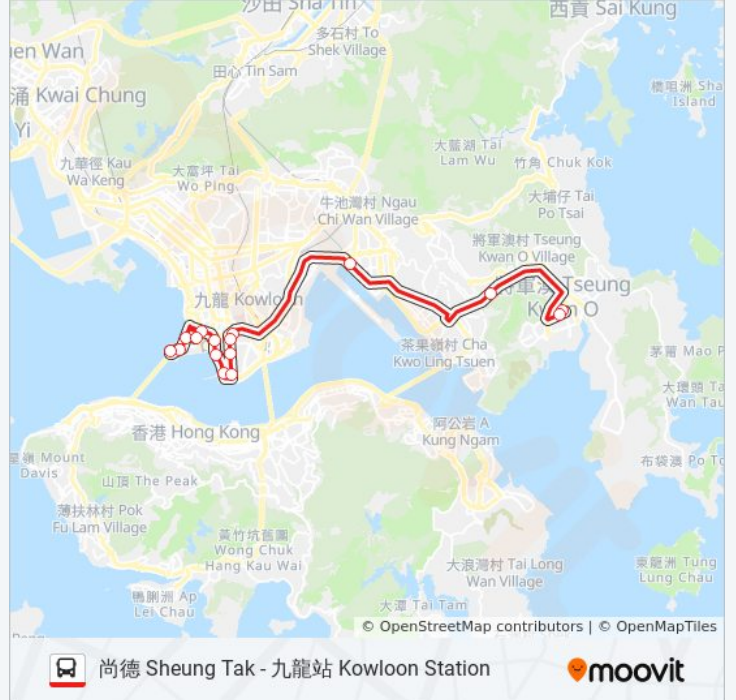 沙田 Sha Tin
西貢 Sai Kung
多石村 To
Shek Village
田心 Tin Sam
涌 Kwai Chung
橋咀洲 Sha
Island
Yi
大藍湖 Tai
Lam Wu
竹角 Chuk Kok
九華徑 Kau
Wa Keng
大窩坪 Tai
Wo Ping
牛池灣村 Ngau
Chi Wan Village
大埔仔 Tai
Po Tsai
將軍澳村 Tseung
Kwan O Village
九龍
Tseung
茶果嶺村 Cha
Kwo Ling Tsuen
茅罉 Mao P
大環頭 Ta
Wan Tau
香港 Hong Kong
阿公岩 A
Kung Ngam
Mount
Davis
山頂 The Peak
布袋澳 Po To
薄扶林村 Pok
Fu Lam Village
黃竹坑舊圍
Wong Chuk
Hang Kau Wai
大浪灣村 Tai Long
Wan Village
東龍洲 Tung
Lung Chau
鴨脷洲 Ap
Lei Chau
大潭 Tai Tam
© OpenStreetMap contributors | © OpenMapTiles
尚德 Sheung Tak - 九龍站 Kowloon Station
moovit